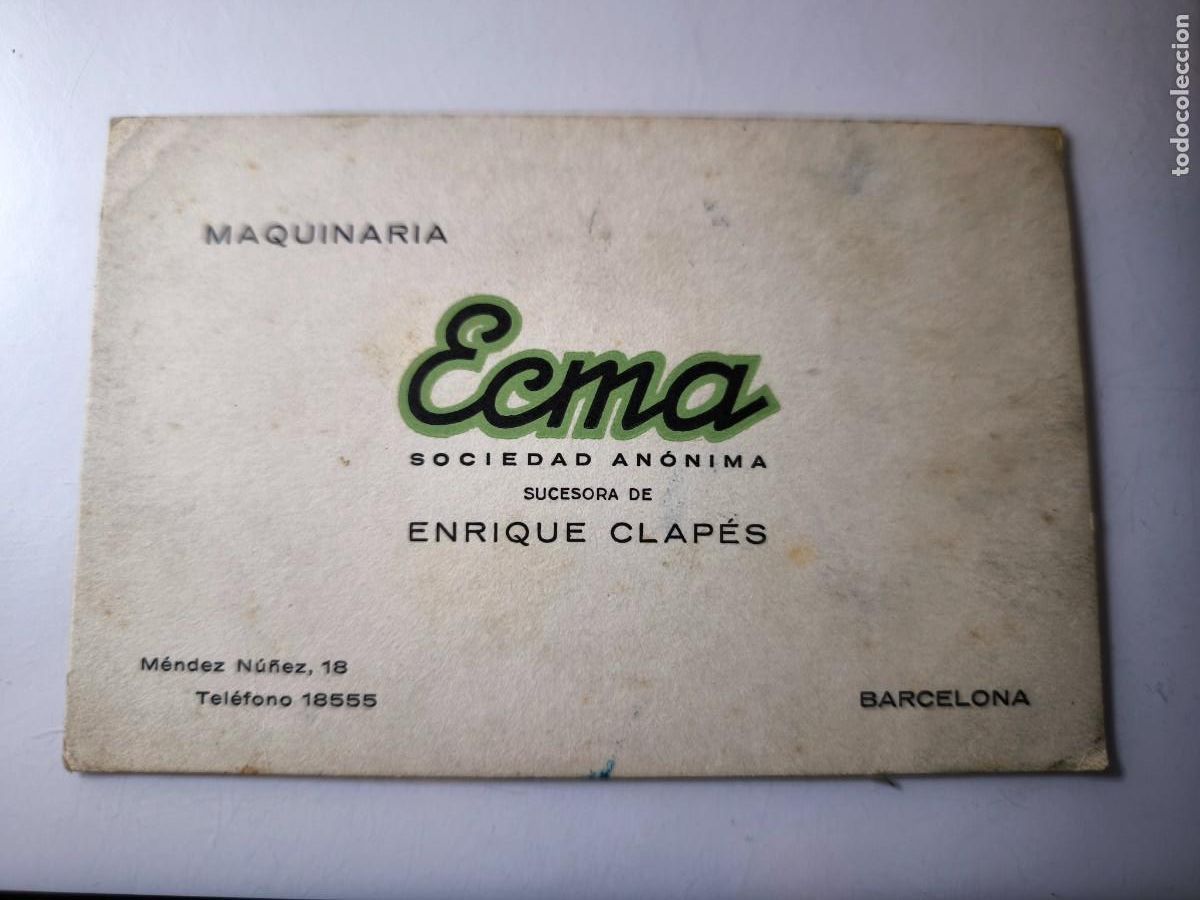 MAQUINARIA
Ecma
SOCIEDAD ANÓNIMA
SUCESORA DE
ENRIQUE CLAPÉS
Méndez Núñez, 18
Teléfono 18555
BARCELONA
todocoleccion